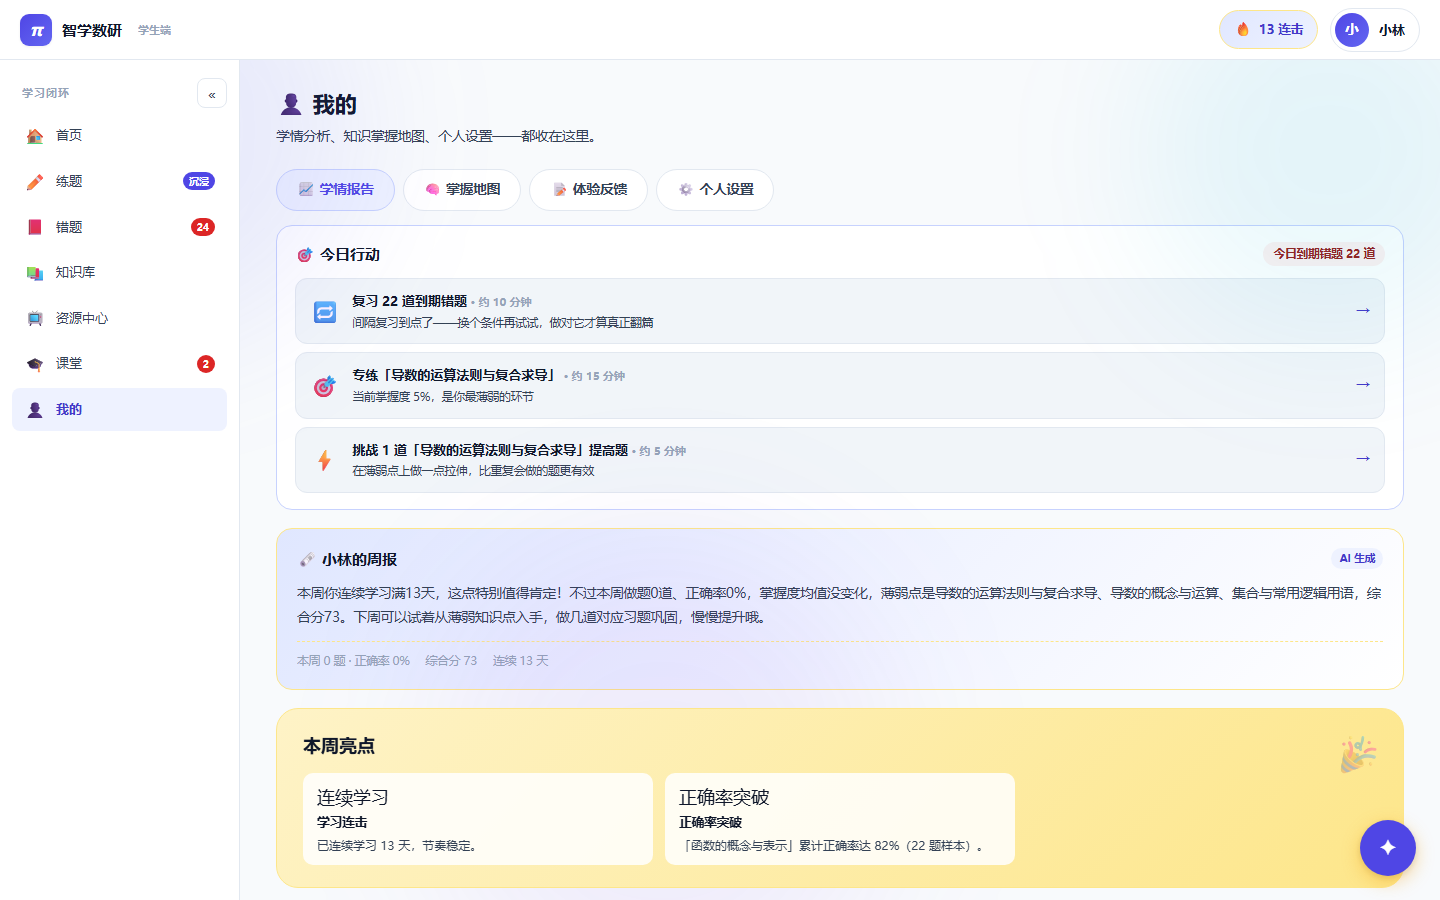 π 智学数研 学生端
13 连击
小 小林
学习闭环
«
首页
练题 沉浸
错题 24
知识库
资源中心
课堂 2
我的
我的
学情分析、知识掌握地图、个人设置——都收在这里。
学情报告
掌握地图
体验反馈
个人设置
今日行动
今日到期错题 22 道
复习 22 道到期错题 • 约 10 分钟
间隔复习到点了——换个条件再试试，做对它才算真正翻篇
→
专练「导数的运算法则与复合求导」 • 约 15 分钟
当前掌握度 5%，是你最薄弱的环节
→
挑战 1 道「导数的运算法则与复合求导」提高题 • 约 5 分钟
在薄弱点上做一点拉伸，比重复会做的题更有效
→
小林的周报
AI 生成
本周你连续学习满13天，这点特别值得肯定！不过本周做题0道、正确率0%，掌握度均值没变化，薄弱点是导数的运算法则与复合求导、导数的概念与运算、集合与常用逻辑用语，综
合分73。下周可以试着从薄弱知识点入手，做几道对应习题巩固，慢慢提升哦。
本周 0 题 · 正确率 0% 综合分 73 连续 13 天
本周亮点
连续学习
学习连击
已连续学习 13 天，节奏稳定。
正确率突破
正确率突破
「函数的概念与表示」累计正确率达 82%（22 题样本）。